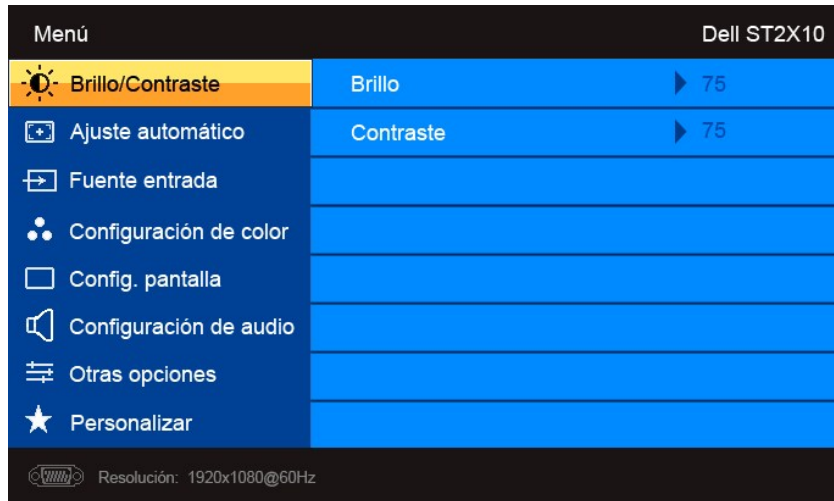 Menú Dell ST2X10
Brillo/Contraste Brillo 75
Ajuste automático Contraste 75
Fuente entrada
Configuración de color
Config. pantalla
Configuración de audio
Otras opciones
Personalizar
Resolución: 1920x1080@60Hz